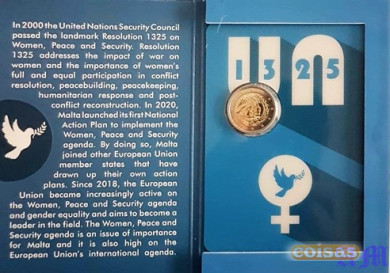 In 2000 the United Nations Security Council
passed the landmark Resolution 1325 on
Women, Peace and Security. Resolution
1325 addresses the impact of war on
women and the importance of women's
full and equal participation in conflict
resolution, peacebuilding, peacekeeping,
humanitarian response and post-
conflict reconstruction. In 2020,
Malta launched its first National
Action Plan to implement the
Women, Peace and Security
agenda. By doing so, Malta
joined other European Union
member states that have
drawn up their own action
plans. Since 2018, the European
Union become increasingly active on
the Women, Peace and Security agenda
and gender equality and aims to become a
leader in the field. The Women, Peace and
Security agenda is an issue of importance
for Malta and it is also high on the
European Union's international agenda.
UN
1325
coisas